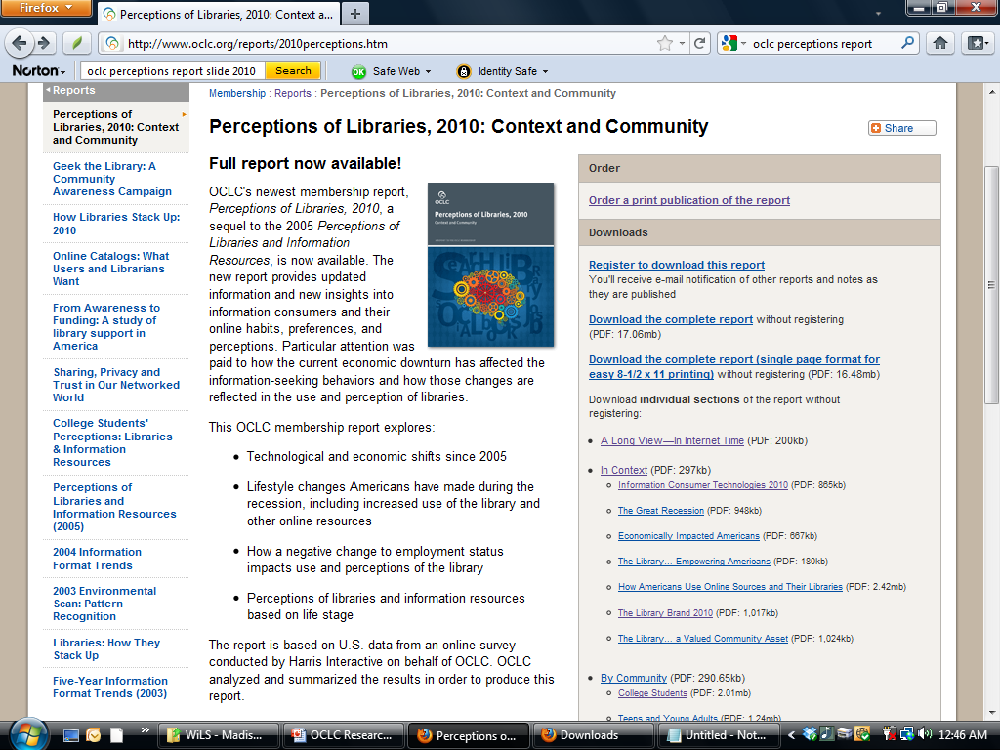 Firefox
Perceptions of Libraries, 2010: Context a...
http://www.oclc.org/reports/2010perceptions.htm
oclc perceptions report
Norton
oclc perceptions report slide 2010
Search
OK
Safe Web
Identity Safe
Reports
Perceptions of
Libraries, 2010: Context
and Community
Geek the Library: A
Community
Awareness Campaign
How Libraries Stack Up:
2010
Online Catalogs: What
Users and Librarians
Want
From Awareness to
Funding: A study of
library support in
America
Sharing, Privacy and
Trust in Our Networked
World
College Students'
Perceptions: Libraries
& Information
Resources
Perceptions of
Libraries and
Information Resources
(2005)
2004 Information
Format Trends
2003 Environmental
Scan: Pattern
Recognition
Libraries: How They
Stack Up
Five-Year Information
Format Trends (2003)
Membership : Reports : Perceptions of Libraries, 2010: Context and Community
Perceptions of Libraries, 2010: Context and Community
Share
Full report now available!
OCLC's newest membership report,
Perceptions of Libraries, 2010, a
sequel to the 2005 Perceptions of
Libraries and Information
Resources, is now available. The
new report provides updated
information and new insights into
information consumers and their
online habits, preferences, and
perceptions. Particular attention was
paid to how the current economic downturn has affected the
information-seeking behaviors and how those changes are
reflected in the use and perception of libraries.
OCLC
Perceptions of Libraries, 2010
Context and Community
This OCLC membership report explores:
Technological and economic shifts since 2005
Lifestyle changes Americans have made during the
recession, including increased use of the library and
other online resources
How a negative change to employment status
impacts use and perceptions of the library
Perceptions of libraries and information resources
based on life stage
The report is based on U.S. data from an online survey
conducted by Harris Interactive on behalf of OCLC. OCLC
analyzed and summarized the results in order to produce this
report.
Order
Order a print publication of the report
Downloads
Register to download this report
You'll receive e-mail notification of other reports and notes as
they are published
Download the complete report without registering
(PDF: 17.06mb)
Download the complete report (single page format for
easy 8-1/2 x 11 printing) without registering (PDF: 16.48mb)
Download individual sections of the report without
registering:
A Long View—In Internet Time (PDF: 200kb)
In Context (PDF: 297kb)
Information Consumer Technologies 2010 (PDF: 865kb)
The Great Recession (PDF: 948kb)
Economically Impacted Americans (PDF: 667kb)
The Library... Empowering Americans (PDF: 180kb)
How Americans Use Online Sources and Their Libraries (PDF: 2.42mb)
The Library Brand 2010 (PDF: 1,017kb)
The Library... a Valued Community Asset (PDF: 1,024kb)
By Community (PDF: 290.65kb)
College Students (PDF: 2.01mb)
Teens and Young Adults (PDF: 1.24mb)
WiLS - Madis...
OCLC Researc...
Perceptions o...
Downloads
Untitled - Not...
12:46 AM